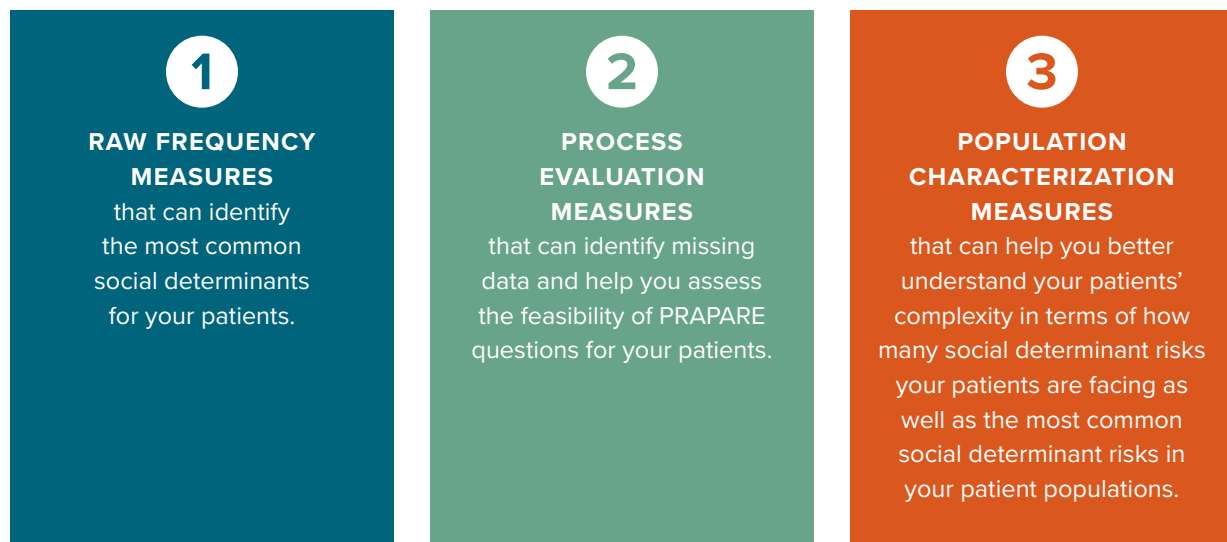 1
RAW FREQUENCY
MEASURES
that can identify
the most common
social determinants
for your patients.
2
PROCESS
EVALUATION
MEASURES
that can identify missing
data and help you assess
the feasibility of PRAPARE
questions for your patients.
3
POPULATION
CHARACTERIZATION
MEASURES
that can help you better
understand your patients’
complexity in terms of how
many social determinant risks
your patients are facing as
well as the most common
social determinant risks in
your patient populations.